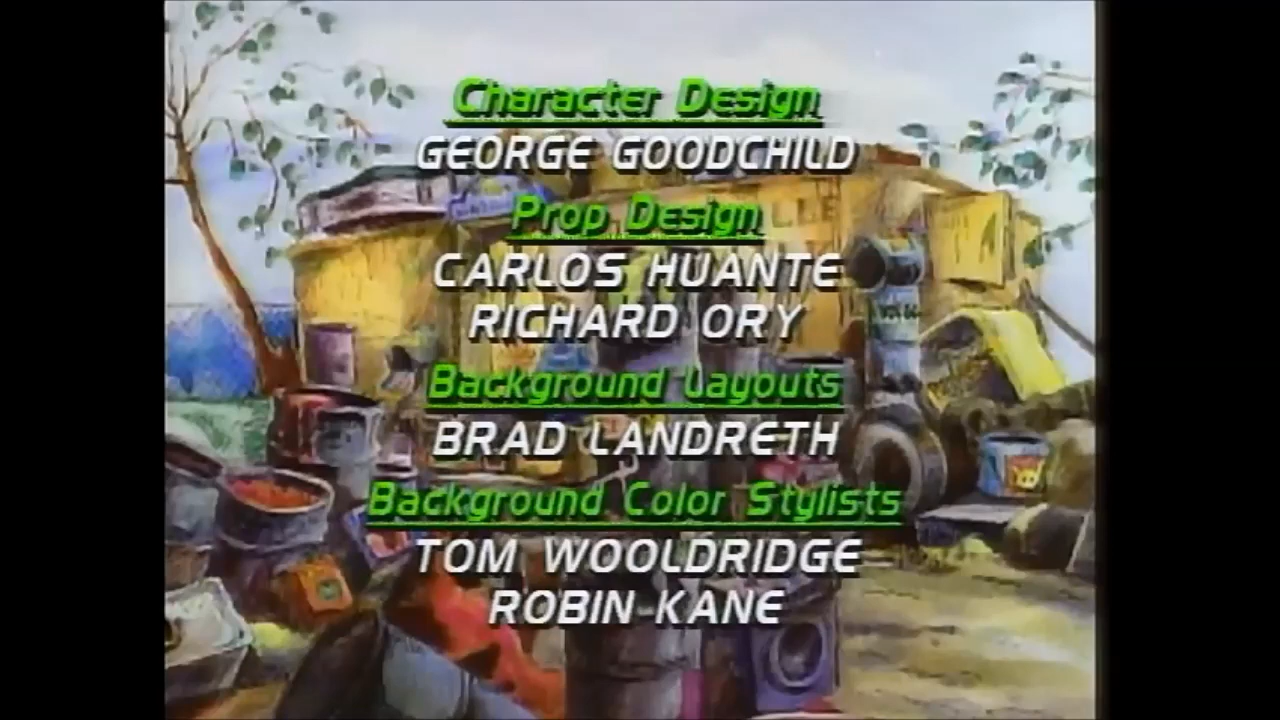 Character Design
GEORGE GOODCHILD
Prop Design
CARLOS HUANTE
RICHARD ORY
Background Layouts
BRAD LANDRETH
Background Color Stylists
TOM WOOLDRIDGE
ROBIN KANE